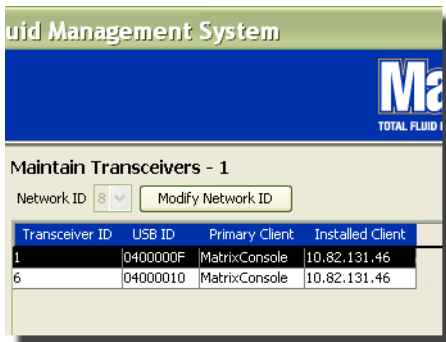 uid Management System
Ma
TOTAL FLUID
Maintain Transceivers - 1
Network ID 8 Modify Network ID
Transceiver ID USB ID Primary Client Installed Client
1 0400000F MatrixConsole 10.82.131.46
6 04000010 MatrixConsole 10.82.131.46